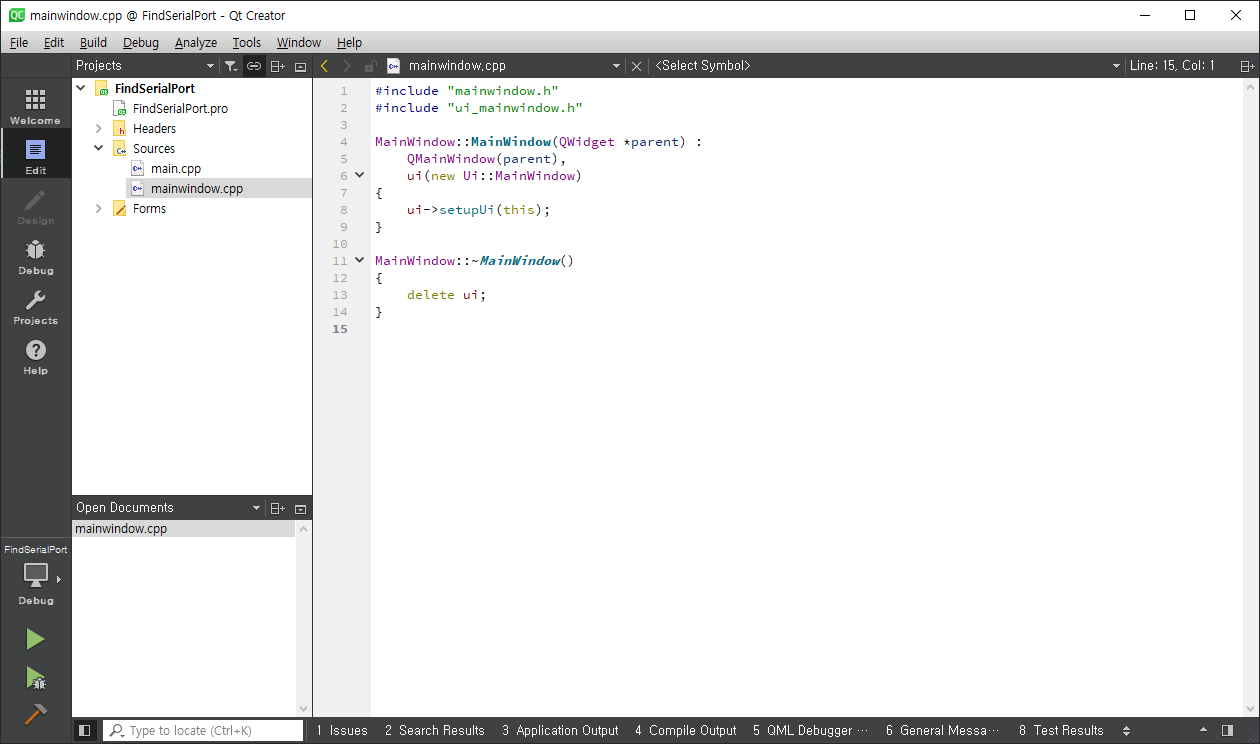 mainwindow.cpp @ FindSerialPort - Qt Creator
File Edit Build Debug Analyze Tools Window Help
Projects
mainwindow.cpp
<Select Symbol>
Line: 15, Col: 1
Welcome
Edit
Design
Debug
Projects
Help
FindSerialPort
FindSerialPort.pro
Headers
Sources
main.cpp
mainwindow.cpp
Forms
1 #include "mainwindow.h"
2 #include "ui_mainwindow.h"
3
4 MainWindow::MainWindow(QWidget *parent) :
5     QMainWindow(parent),
6     ui(new Ui::MainWindow)
7 {
8     ui->setupUi(this);
9 }
10
11 MainWindow::~MainWindow()
12 {
13     delete ui;
14 }
15
Open Documents
mainwindow.cpp
FindSerialPort
Debug
Type to locate (Ctrl+K)
1 Issues 2 Search Results 3 Application Output 4 Compile Output 5 QML Debugger ··· 6 General Messa··· 8 Test Results